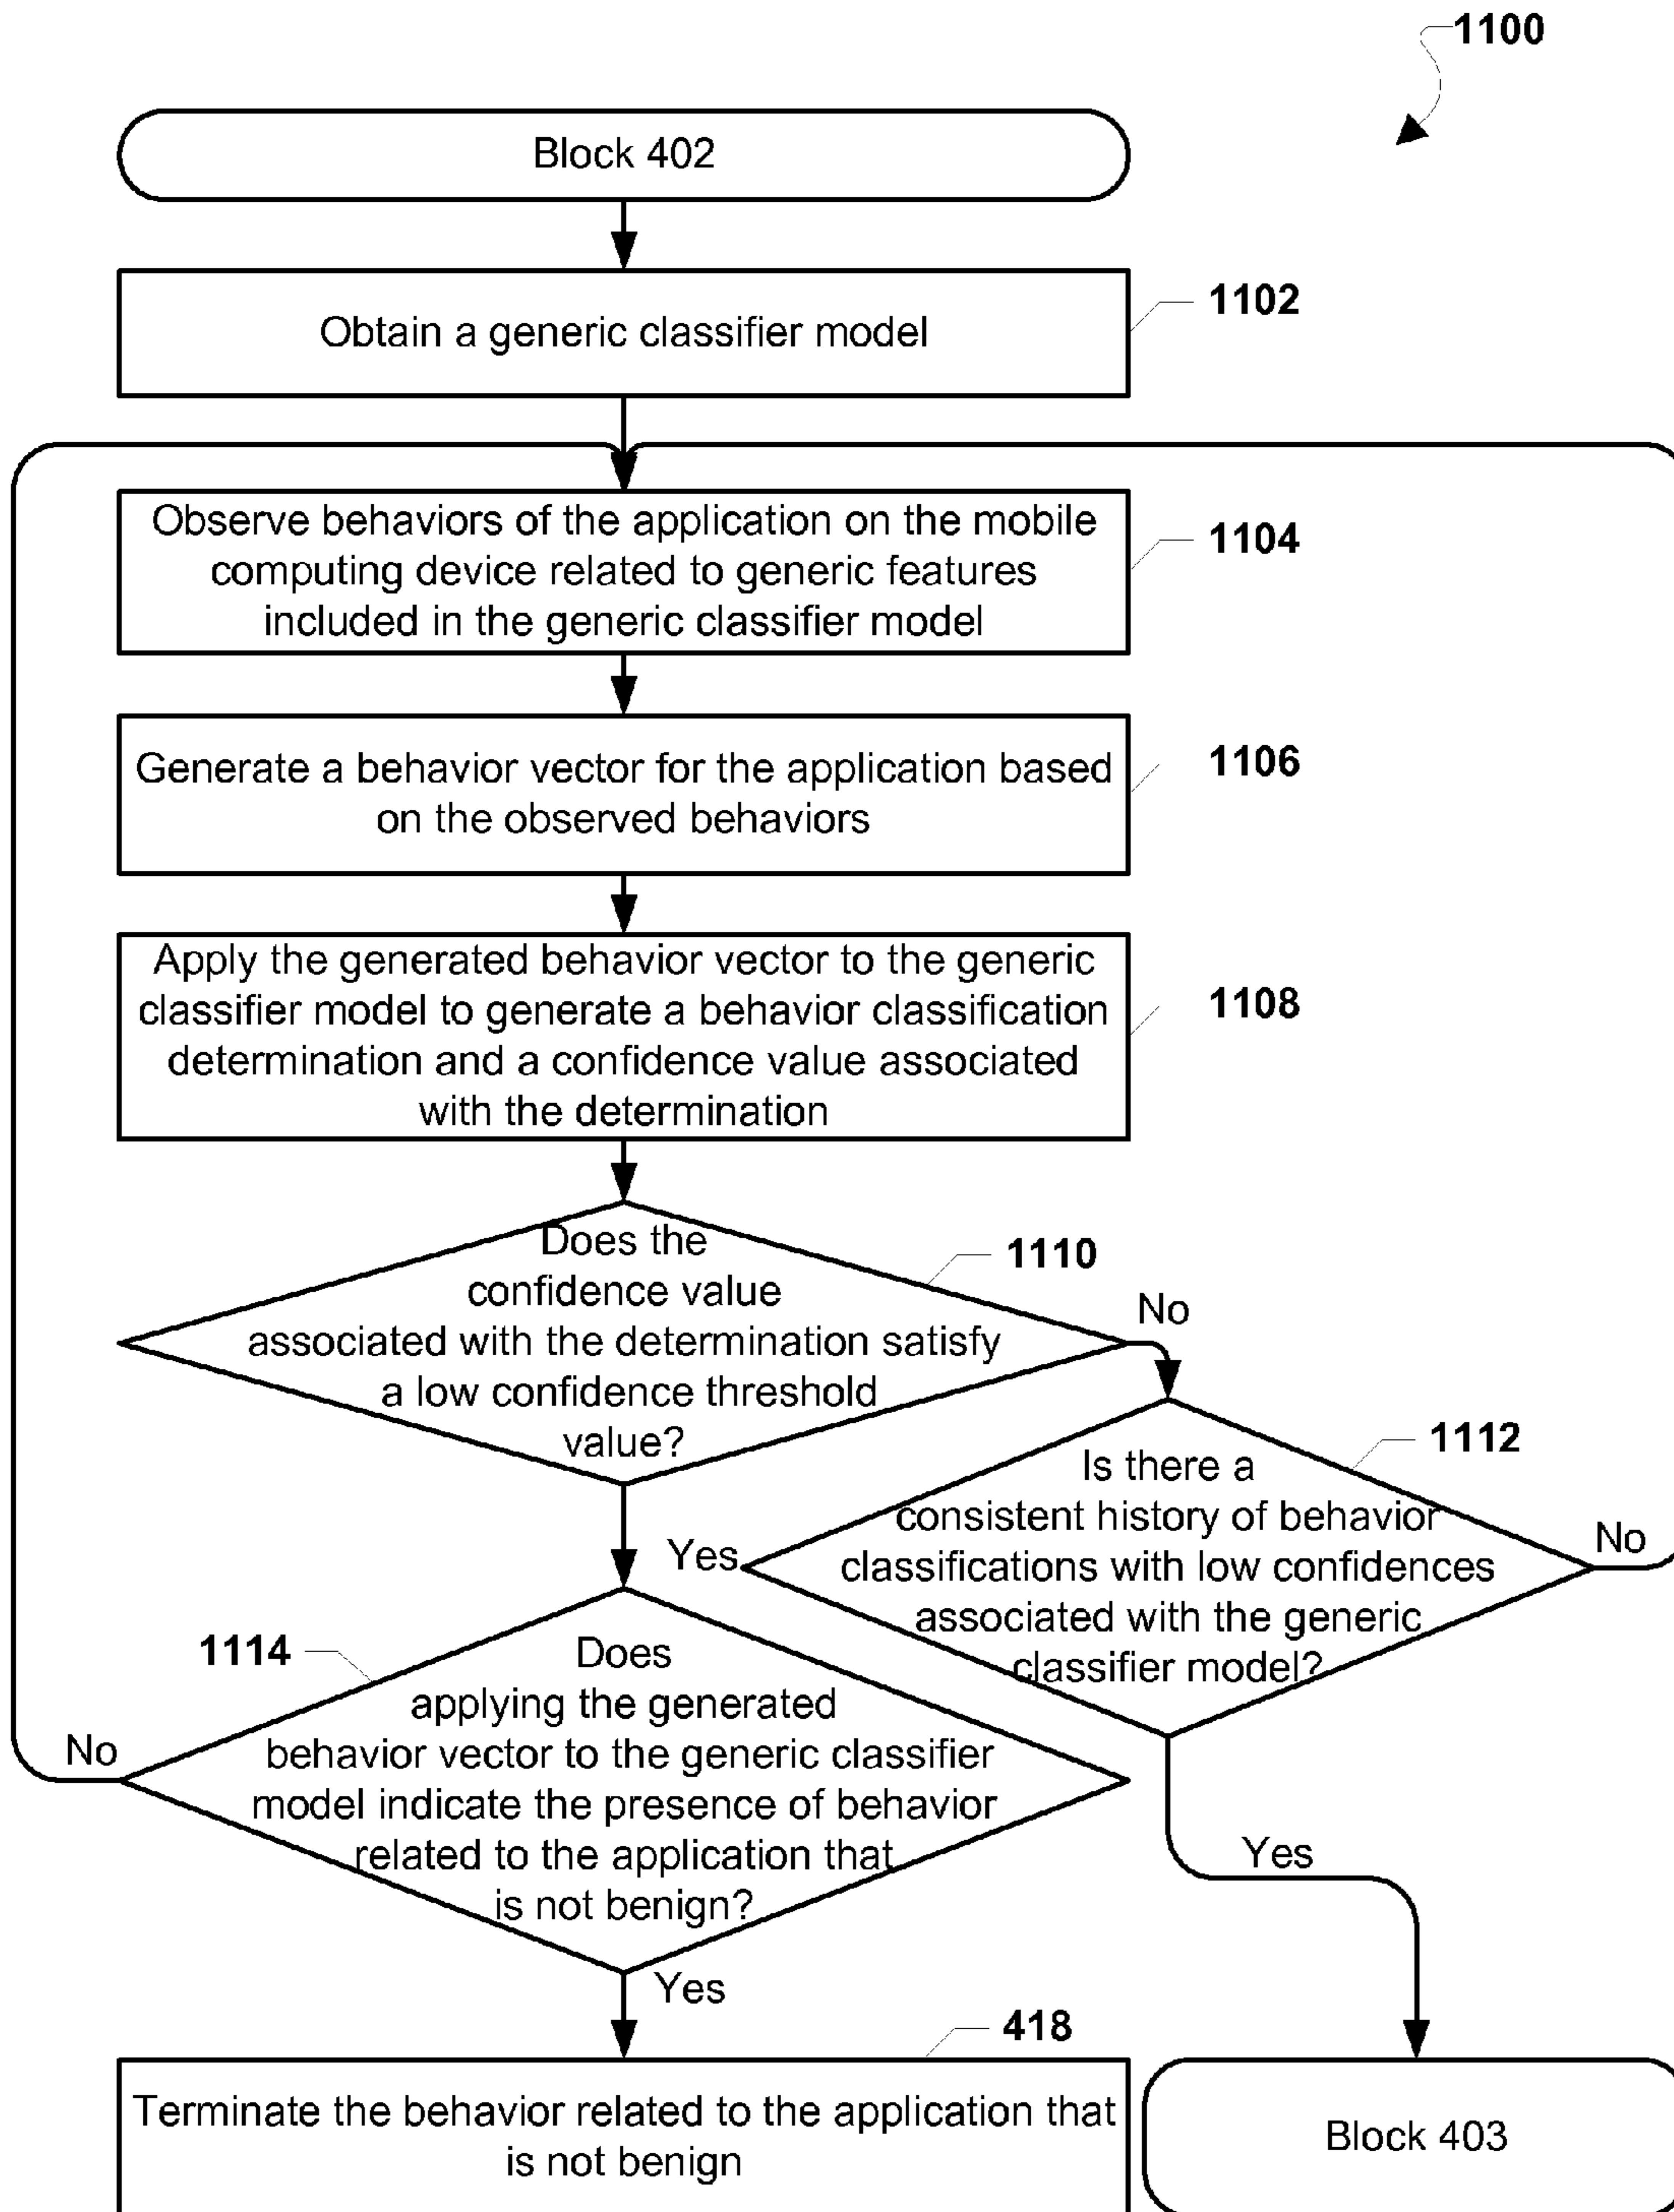 1100
Block 402
Obtain a generic classifier model
1102
Observe behaviors of the application on the mobile
computing device related to generic features
included in the generic classifier model
1104
Generate a behavior vector for the application based
on the observed behaviors
1106
Apply the generated behavior vector to the generic
classifier model to generate a behavior classification
determination and a confidence value associated
with the determination
1108
Does the
confidence value
associated with the determination satisfy
a low confidence threshold
value?
1110
No
Is there a
consistent history of behavior
classifications with low confidences
associated with the generic
classifier model?
1112
No
Yes
Does
applying the generated
behavior vector to the generic classifier
model indicate the presence of behavior
related to the application that
is not benign?
1114
No
Yes
Yes
Terminate the behavior related to the application that
is not benign
418
Block 403